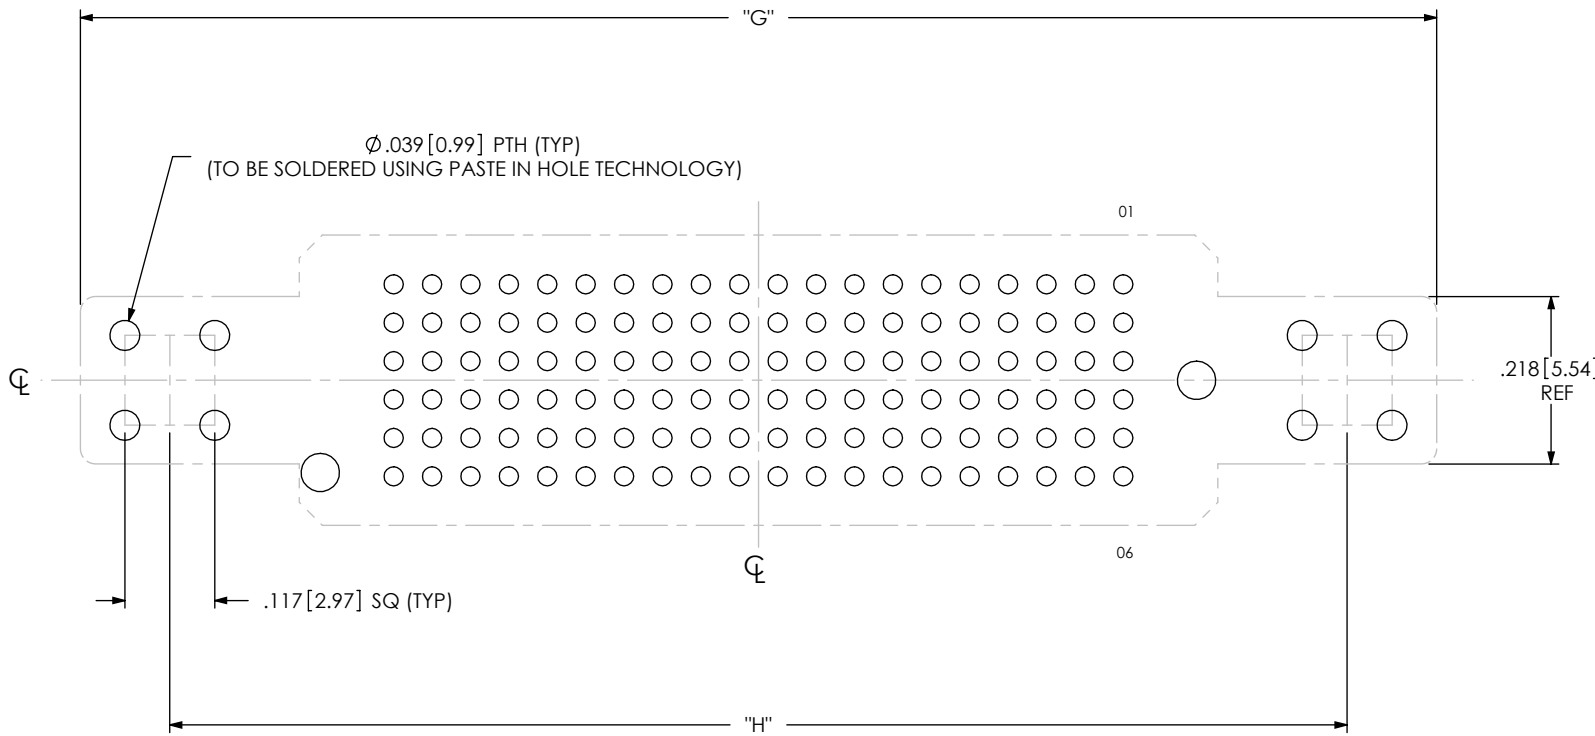 "G"
Ø.039[0.99] PTH (TYP)
(TO BE SOLDERED USING PASTE IN HOLE TECHNOLOGY)
01
℄
.218[5.54]
REF
06
℄
.117[2.97] SQ (TYP)
"H"